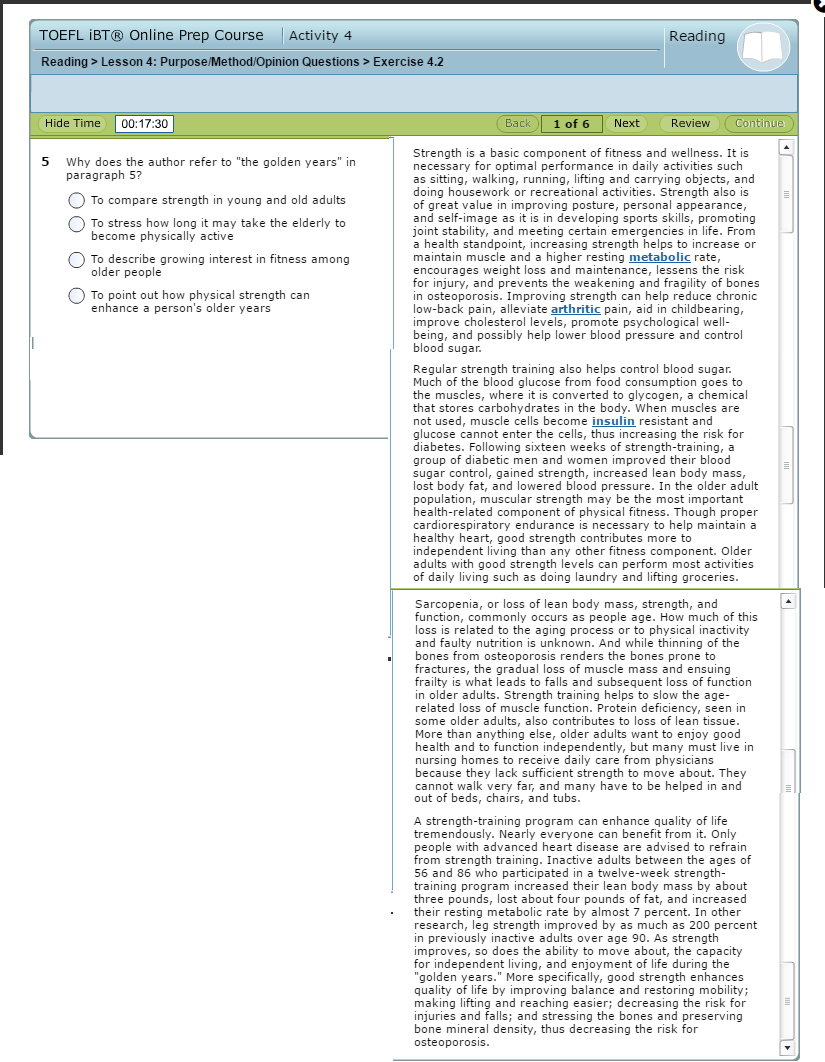 TOEFL iBT® Online Prep Course
Activity 4
Reading
Reading > Lesson 4: Purpose/Method/Opinion Questions > Exercise 4.2
Hide Time
00:17:30
Back
1 of 6
Next
Review
Continue
5 Why does the author refer to "the golden years" in
paragraph 5?
To compare strength in young and old adults
To stress how long it may take the elderly to
become physically active
To describe growing interest in fitness among
older people
To point out how physical strength can
enhance a person's older years
Strength is a basic component of fitness and wellness. It is
necessary for optimal performance in daily activities such
as sitting, walking, running, lifting and carrying objects, and
doing housework or recreational activities. Strength also is
of great value in improving posture, personal appearance,
and self-image as it is in developing sports skills, promoting
joint stability, and meeting certain emergencies in life. From
a health standpoint, increasing strength helps to increase or
maintain muscle and a higher resting metabolic rate,
encourages weight loss and maintenance, lessens the risk
for injury, and prevents the weakening and fragility of bones
in osteoporosis. Improving strength can help reduce chronic
low-back pain, alleviate arthritic pain, aid in childbearing,
improve cholesterol levels, promote psychological well-
being, and possibly help lower blood pressure and control
blood sugar.
Regular strength training also helps control blood sugar.
Much of the blood glucose from food consumption goes to
the muscles, where it is converted to glycogen, a chemical
that stores carbohydrates in the body. When muscles are
not used, muscle cells become insulin resistant and
glucose cannot enter the cells, thus increasing the risk for
diabetes. Following sixteen weeks of strength-training, a
group of diabetic men and women improved their blood
sugar control, gained strength, increased lean body mass,
lost body fat, and lowered blood pressure. In the older adult
population, muscular strength may be the most important
health-related component of physical fitness. Though proper
cardiorespiratory endurance is necessary to help maintain a
healthy heart, good strength contributes more to
independent living than any other fitness component. Older
adults with good strength levels can perform most activities
of daily living such as doing laundry and lifting groceries.
Sarcopenia, or loss of lean body mass, strength, and
function, commonly occurs as people age. How much of this
loss is related to the aging process or to physical inactivity
and faulty nutrition is unknown. And while thinning of the
bones from osteoporosis renders the bones prone to
fractures, the gradual loss of muscle mass and ensuing
frailty is what leads to falls and subsequent loss of function
in older adults. Strength training helps to slow the age-
related loss of muscle function. Protein deficiency, seen in
some older adults, also contributes to loss of lean tissue.
More than anything else, older adults want to enjoy good
health and to function independently, but many must live in
nursing homes to receive daily care from physicians
because they lack sufficient strength to move about. They
cannot walk very far, and many have to be helped in and
out of beds, chairs, and tubs.
A strength-training program can enhance quality of life
tremendously. Nearly everyone can benefit from it. Only
people with advanced heart disease are advised to refrain
from strength training. Inactive adults between the ages of
56 and 86 who participated in a twelve-week strength-
training program increased their lean body mass by about
three pounds, lost about four pounds of fat, and increased
their resting metabolic rate by almost 7 percent. In other
research, leg strength improved by as much as 200 percent
in previously inactive adults over age 90. As strength
improves, so does the ability to move about, the capacity
for independent living, and enjoyment of life during the
"golden years." More specifically, good strength enhances
quality of life by improving balance and restoring mobility;
making lifting and reaching easier; decreasing the risk for
injuries and falls; and stressing the bones and preserving
bone mineral density, thus decreasing the risk for
osteoporosis.